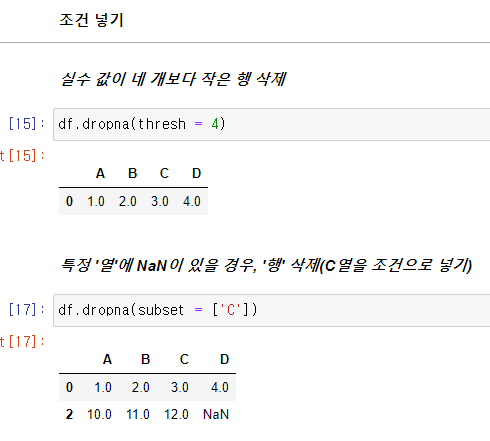 조건 넣기
실수 값이 네 개보다 작은 행 삭제
[15]: df.dropna(thresh = 4)
t[15]:
A B C D
0 1.0 2.0 3.0 4.0
특정 '열'에 NaN이 있을 경우, '행' 삭제(C열을 조건으로 넣기)
[17]: df.dropna(subset = ['C'])
t[17]:
A B C D
0 1.0 2.0 3.0 4.0
2 10.0 11.0 12.0 NaN